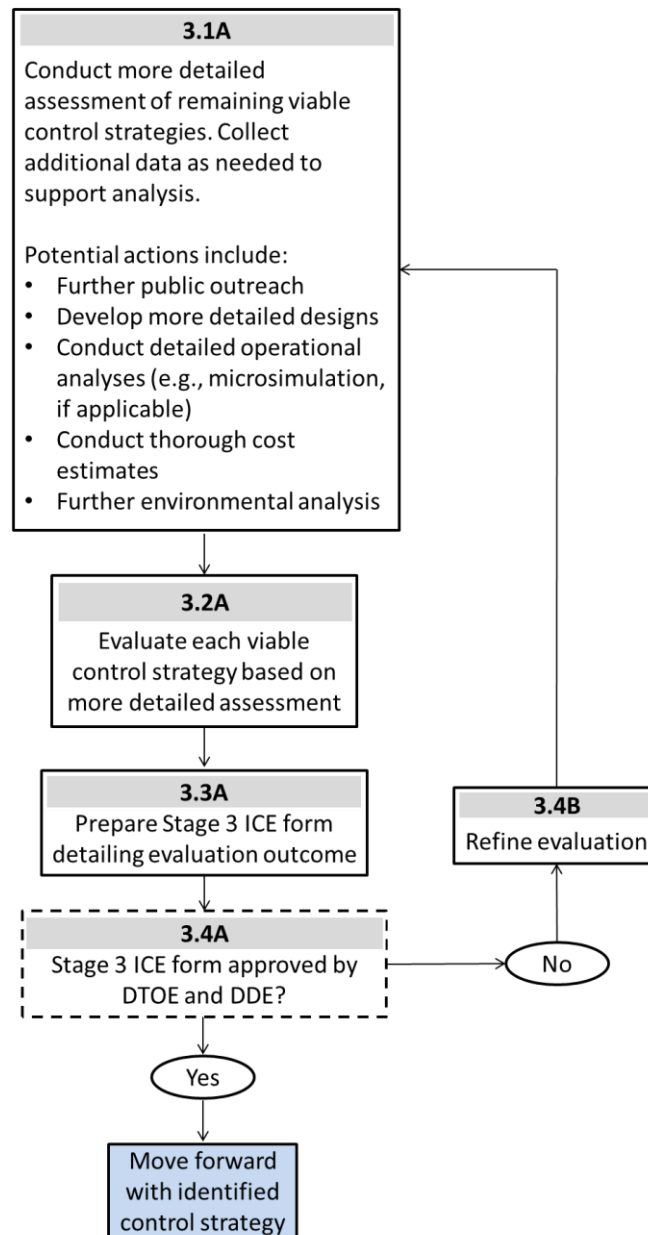 3.1A
Conduct more detailed
assessment of remaining viable
control strategies. Collect
additional data as needed to
support analysis.
Potential actions include:
• Further public outreach
• Develop more detailed designs
• Conduct detailed operational
analyses (e.g., microsimulation,
if applicable)
• Conduct thorough cost
estimates
• Further environmental analysis
3.2A
Evaluate each viable
control strategy based on
more detailed assessment
3.3A
Prepare Stage 3 ICE form
detailing evaluation outcome
3.4B
Refine evaluation
3.4A
Stage 3 ICE form approved by
DTOE and DDE?
No
Yes
Move forward
with identified
control strategy